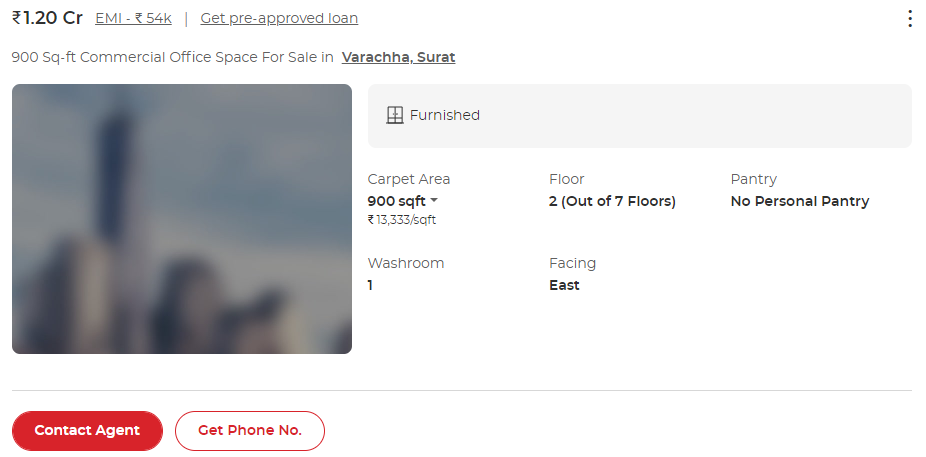 ₹1.20 Cr EMI - ₹ 54k | Get pre-approved loan
900 Sq-ft Commercial Office Space For Sale in Varachha, Surat
Furnished
Carpet Area Floor Pantry
900 sqft 2 (Out of 7 Floors) No Personal Pantry
₹ 13,333/sqft
Washroom Facing
1 East
Contact Agent Get Phone No.